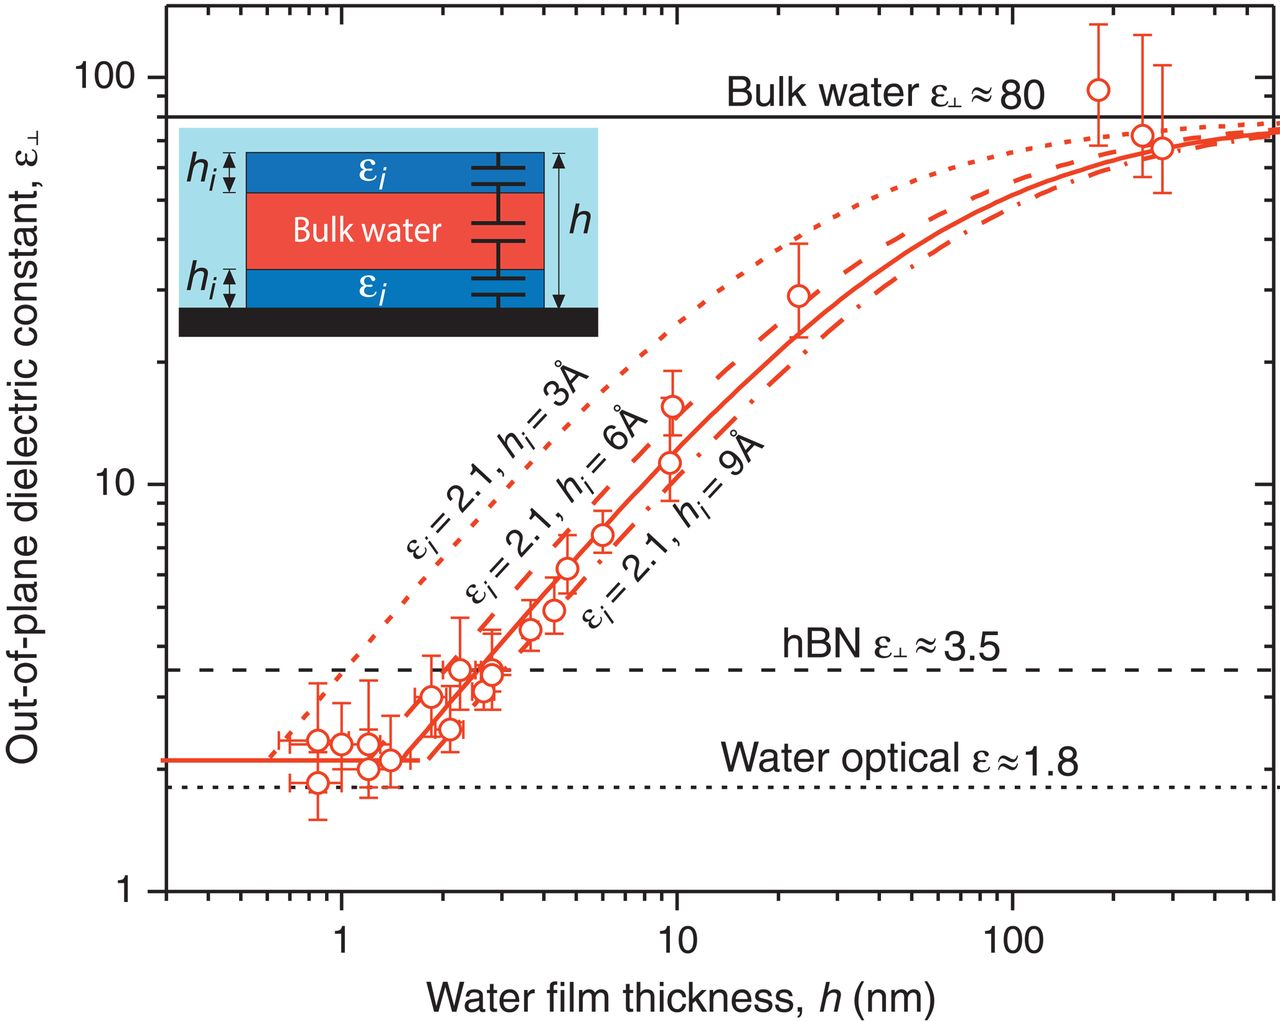 Out-of-plane dielectric constant, ε⊥
100
10
1
Bulk water ε⊥ ≈ 80
hi
εi
Bulk water
h
hi
εi
εi = 2.1, hi = 3Å
εi = 2.1, hi = 6Å
εi = 2.1, hi = 9Å
hBN ε⊥ ≈ 3.5
Water optical ε ≈ 1.8
1
10
100
Water film thickness, h (nm)